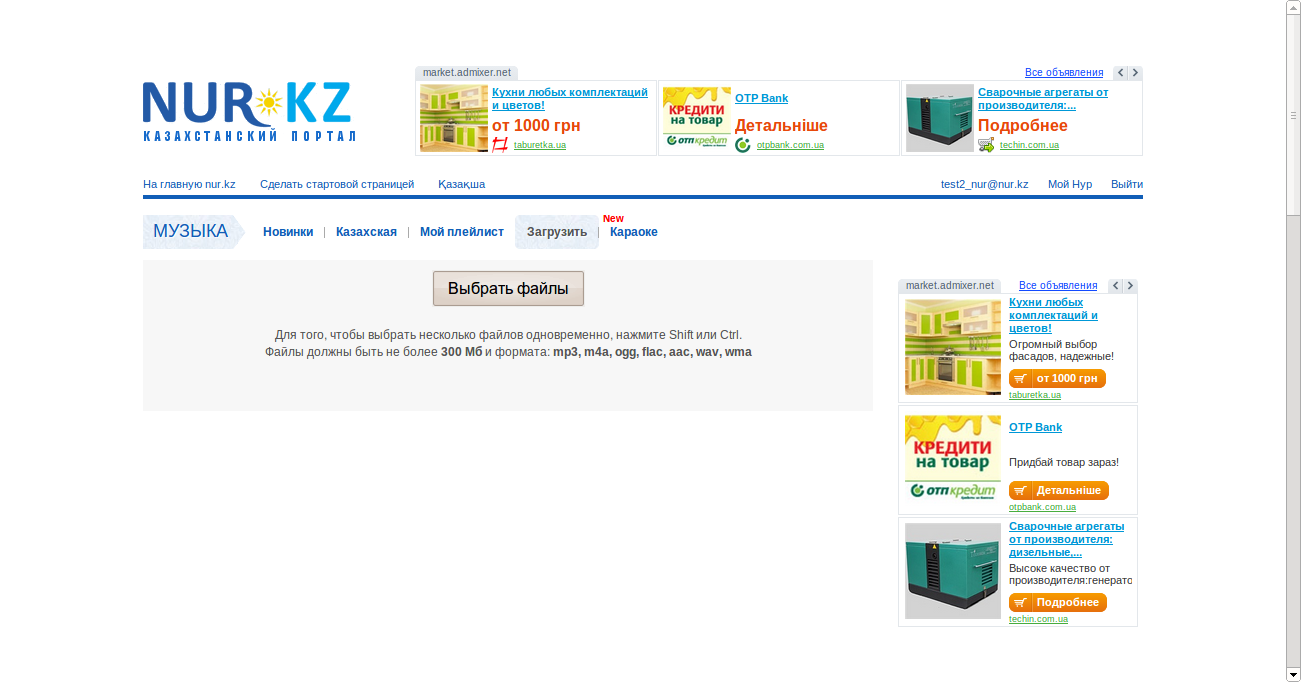 market.admixer.net
Все объявления
NUR KZ
КАЗАХСТАНСКИЙ ПОРТАЛ
Кухни любых комплектаций
и цветов!
от 1000 грн
taburetka.ua
КРЕДИТИ
на товар
отпкредит
OTP Bank
Детальніше
otpbank.com.ua
Сварочные агрегаты от
производителя:...
Подробнее
techin.com.ua
На главную nur.kz
Сделать стартовой страницей
Қазақша
test2_nur@nur.kz
Мой Нур
Выйти
МУЗЫКА
Новинки
Казахская
Мой плейлист
Загрузить
New
Караоке
Выбрать файлы
Для того, чтобы выбрать несколько файлов одновременно, нажмите Shift или Ctrl.
Файлы должны быть не более 300 Мб и формата: mp3, m4a, ogg, flac, aac, wav, wma
market.admixer.net
Все объявления
Кухни любых
комплектаций и
цветов!
Огромный выбор
фасадов, надежные!
от 1000 грн
taburetka.ua
КРЕДИТИ
на товар
отпкредит
OTP Bank
Придбай товар зараз!
Детальніше
otpbank.com.ua
Сварочные агрегаты
от производителя:
дизельные,...
Высоке качество от
производителя:генерато
Подробнее
techin.com.ua